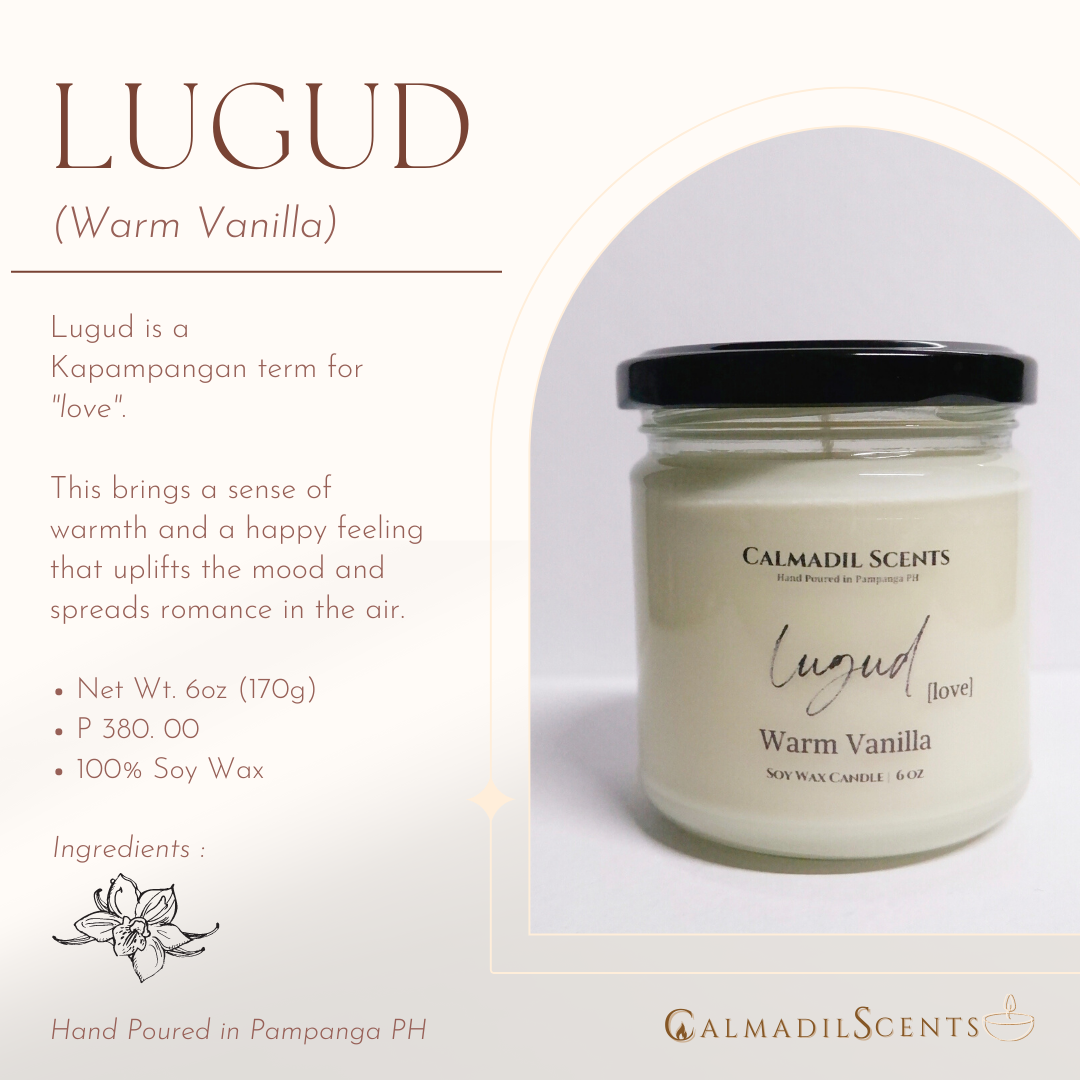 LUGUD
(Warm Vanilla)
Lugud is a
Kapampangan term for
"love".
This brings a sense of
warmth and a happy feeling
that uplifts the mood and
spreads romance in the air.
• Net Wt. 6oz (170g)
• P 380. 00
• 100% Soy Wax
Ingredients :
Hand Poured in Pampanga PH
CALMADIL SCENTS
Hand Poured in Pampanga PH
lugud
[love]
Warm Vanilla
SOY WAX CANDLE | 6 OZ
CALMADILSCENTS